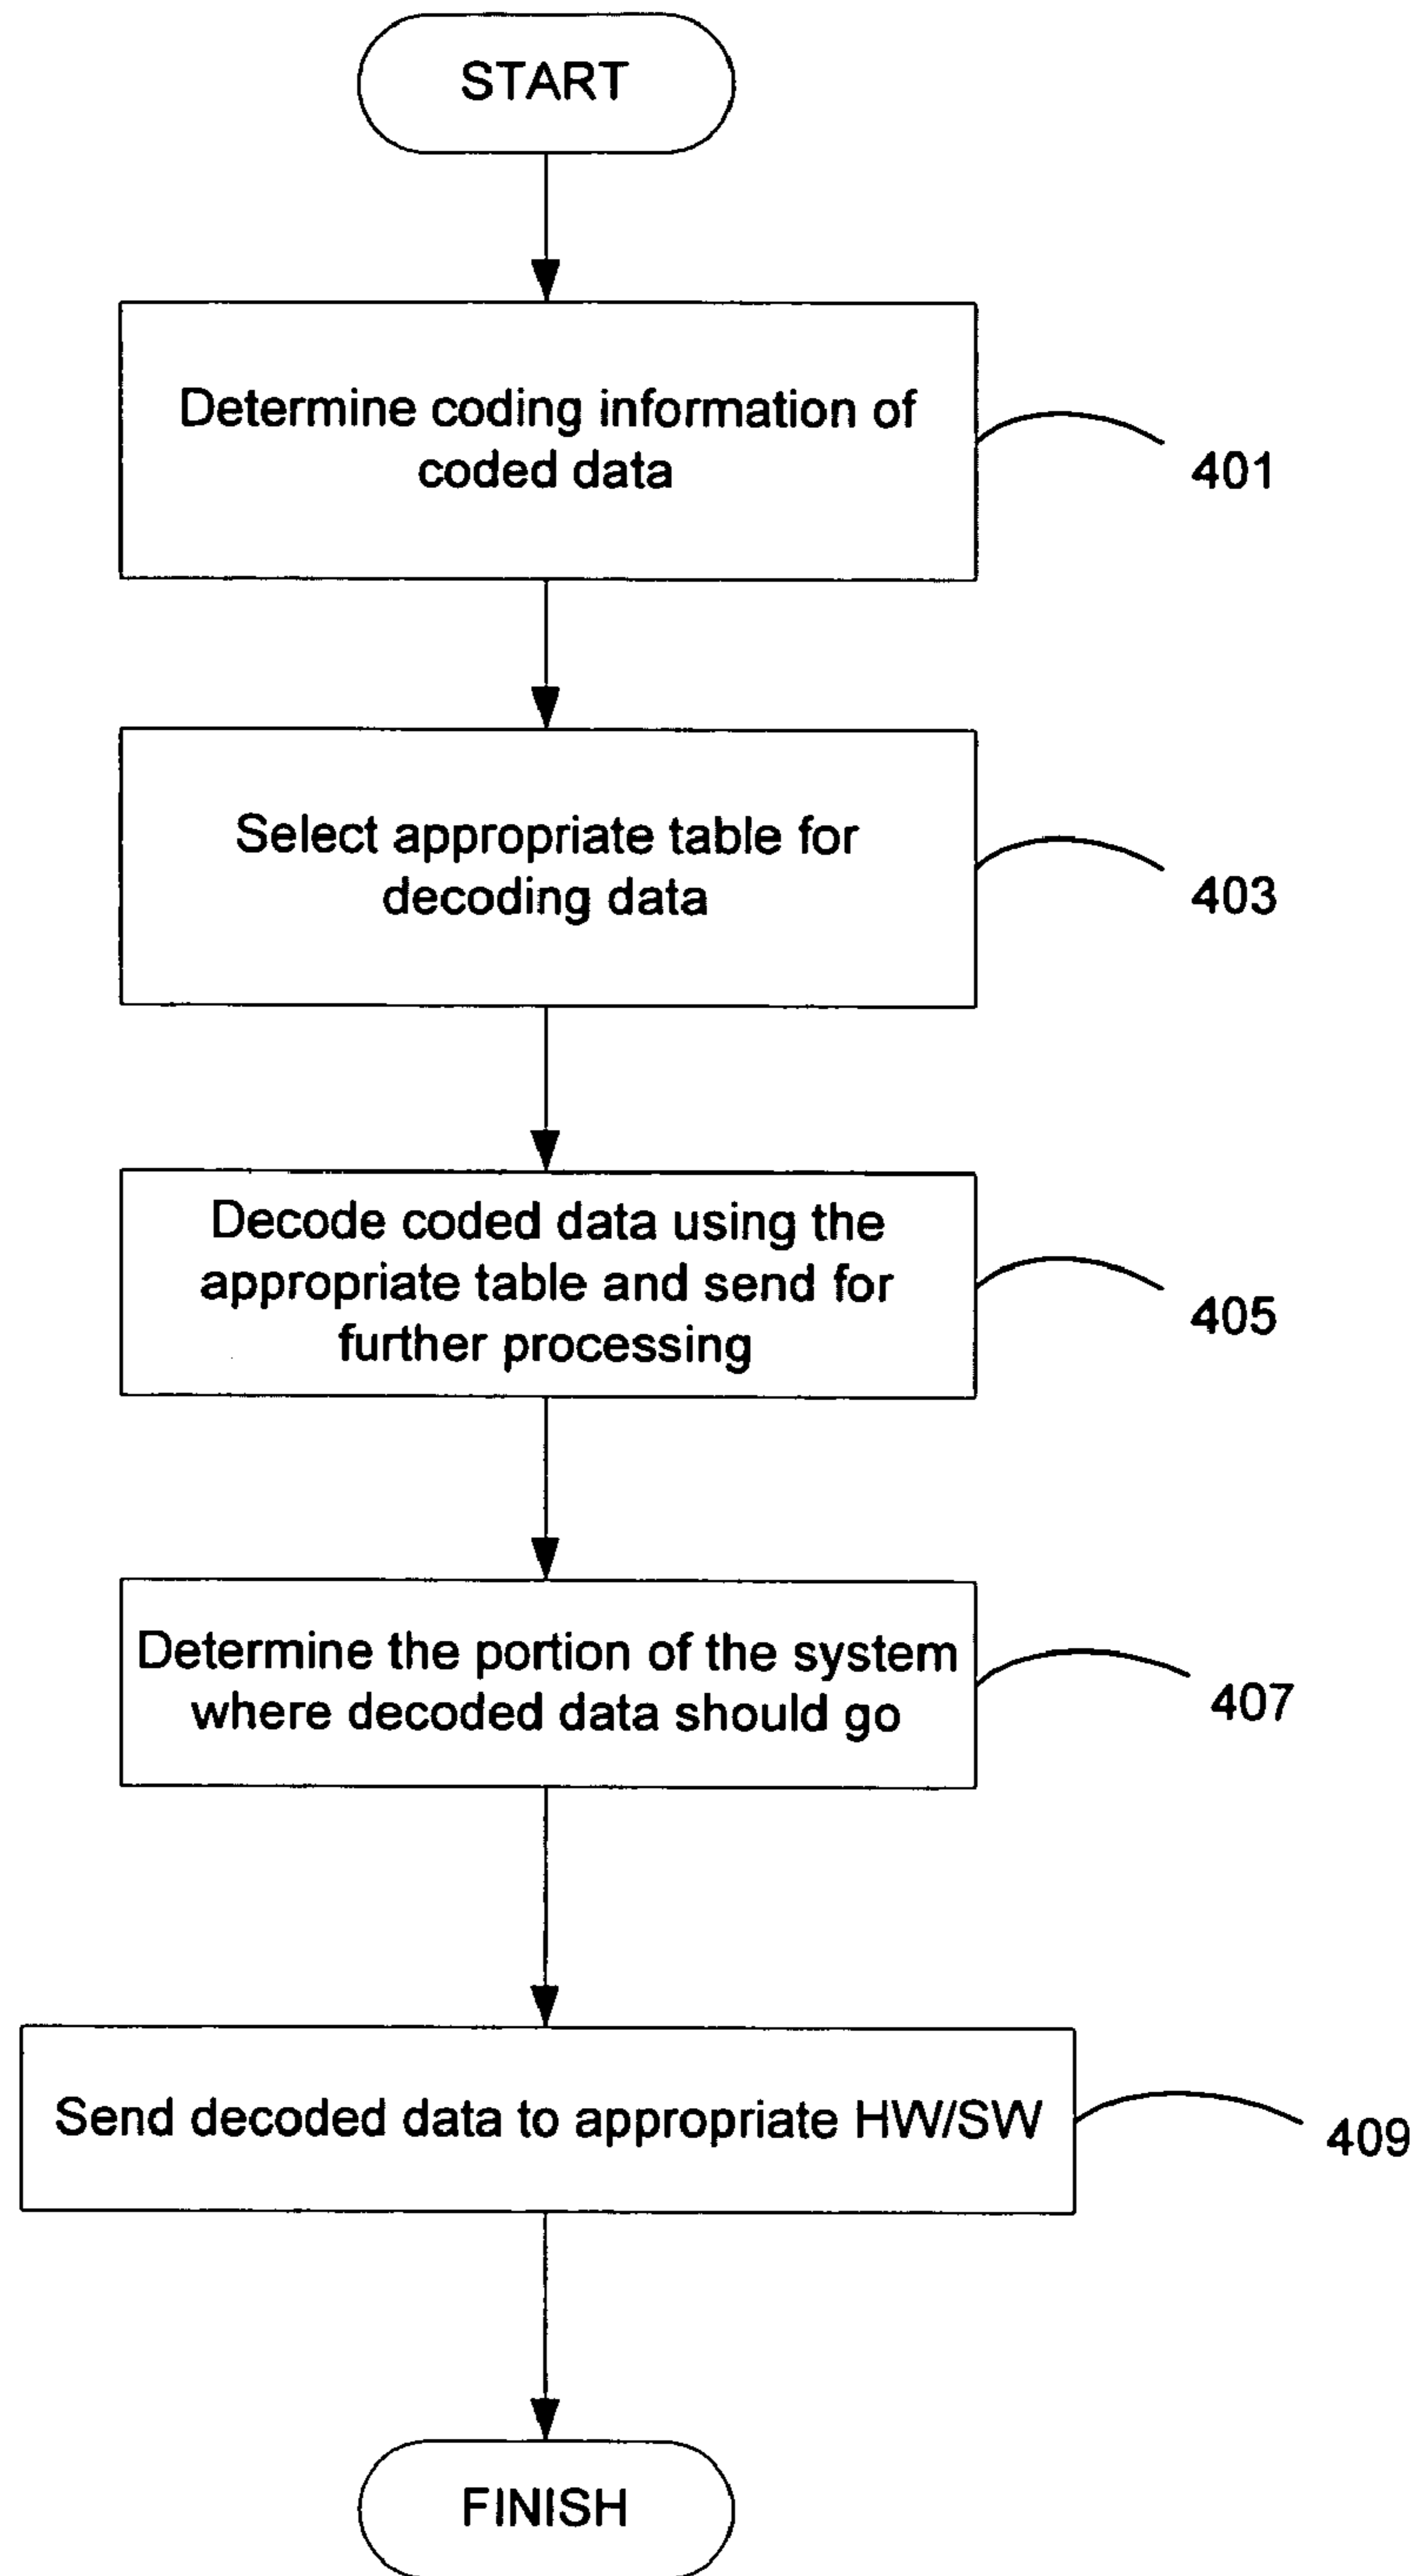 START
Determine coding information of
coded data
401
Select appropriate table for
decoding data
403
Decode coded data using the
appropriate table and send for
further processing
405
Determine the portion of the system
where decoded data should go
407
Send decoded data to appropriate HW/SW
409
FINISH